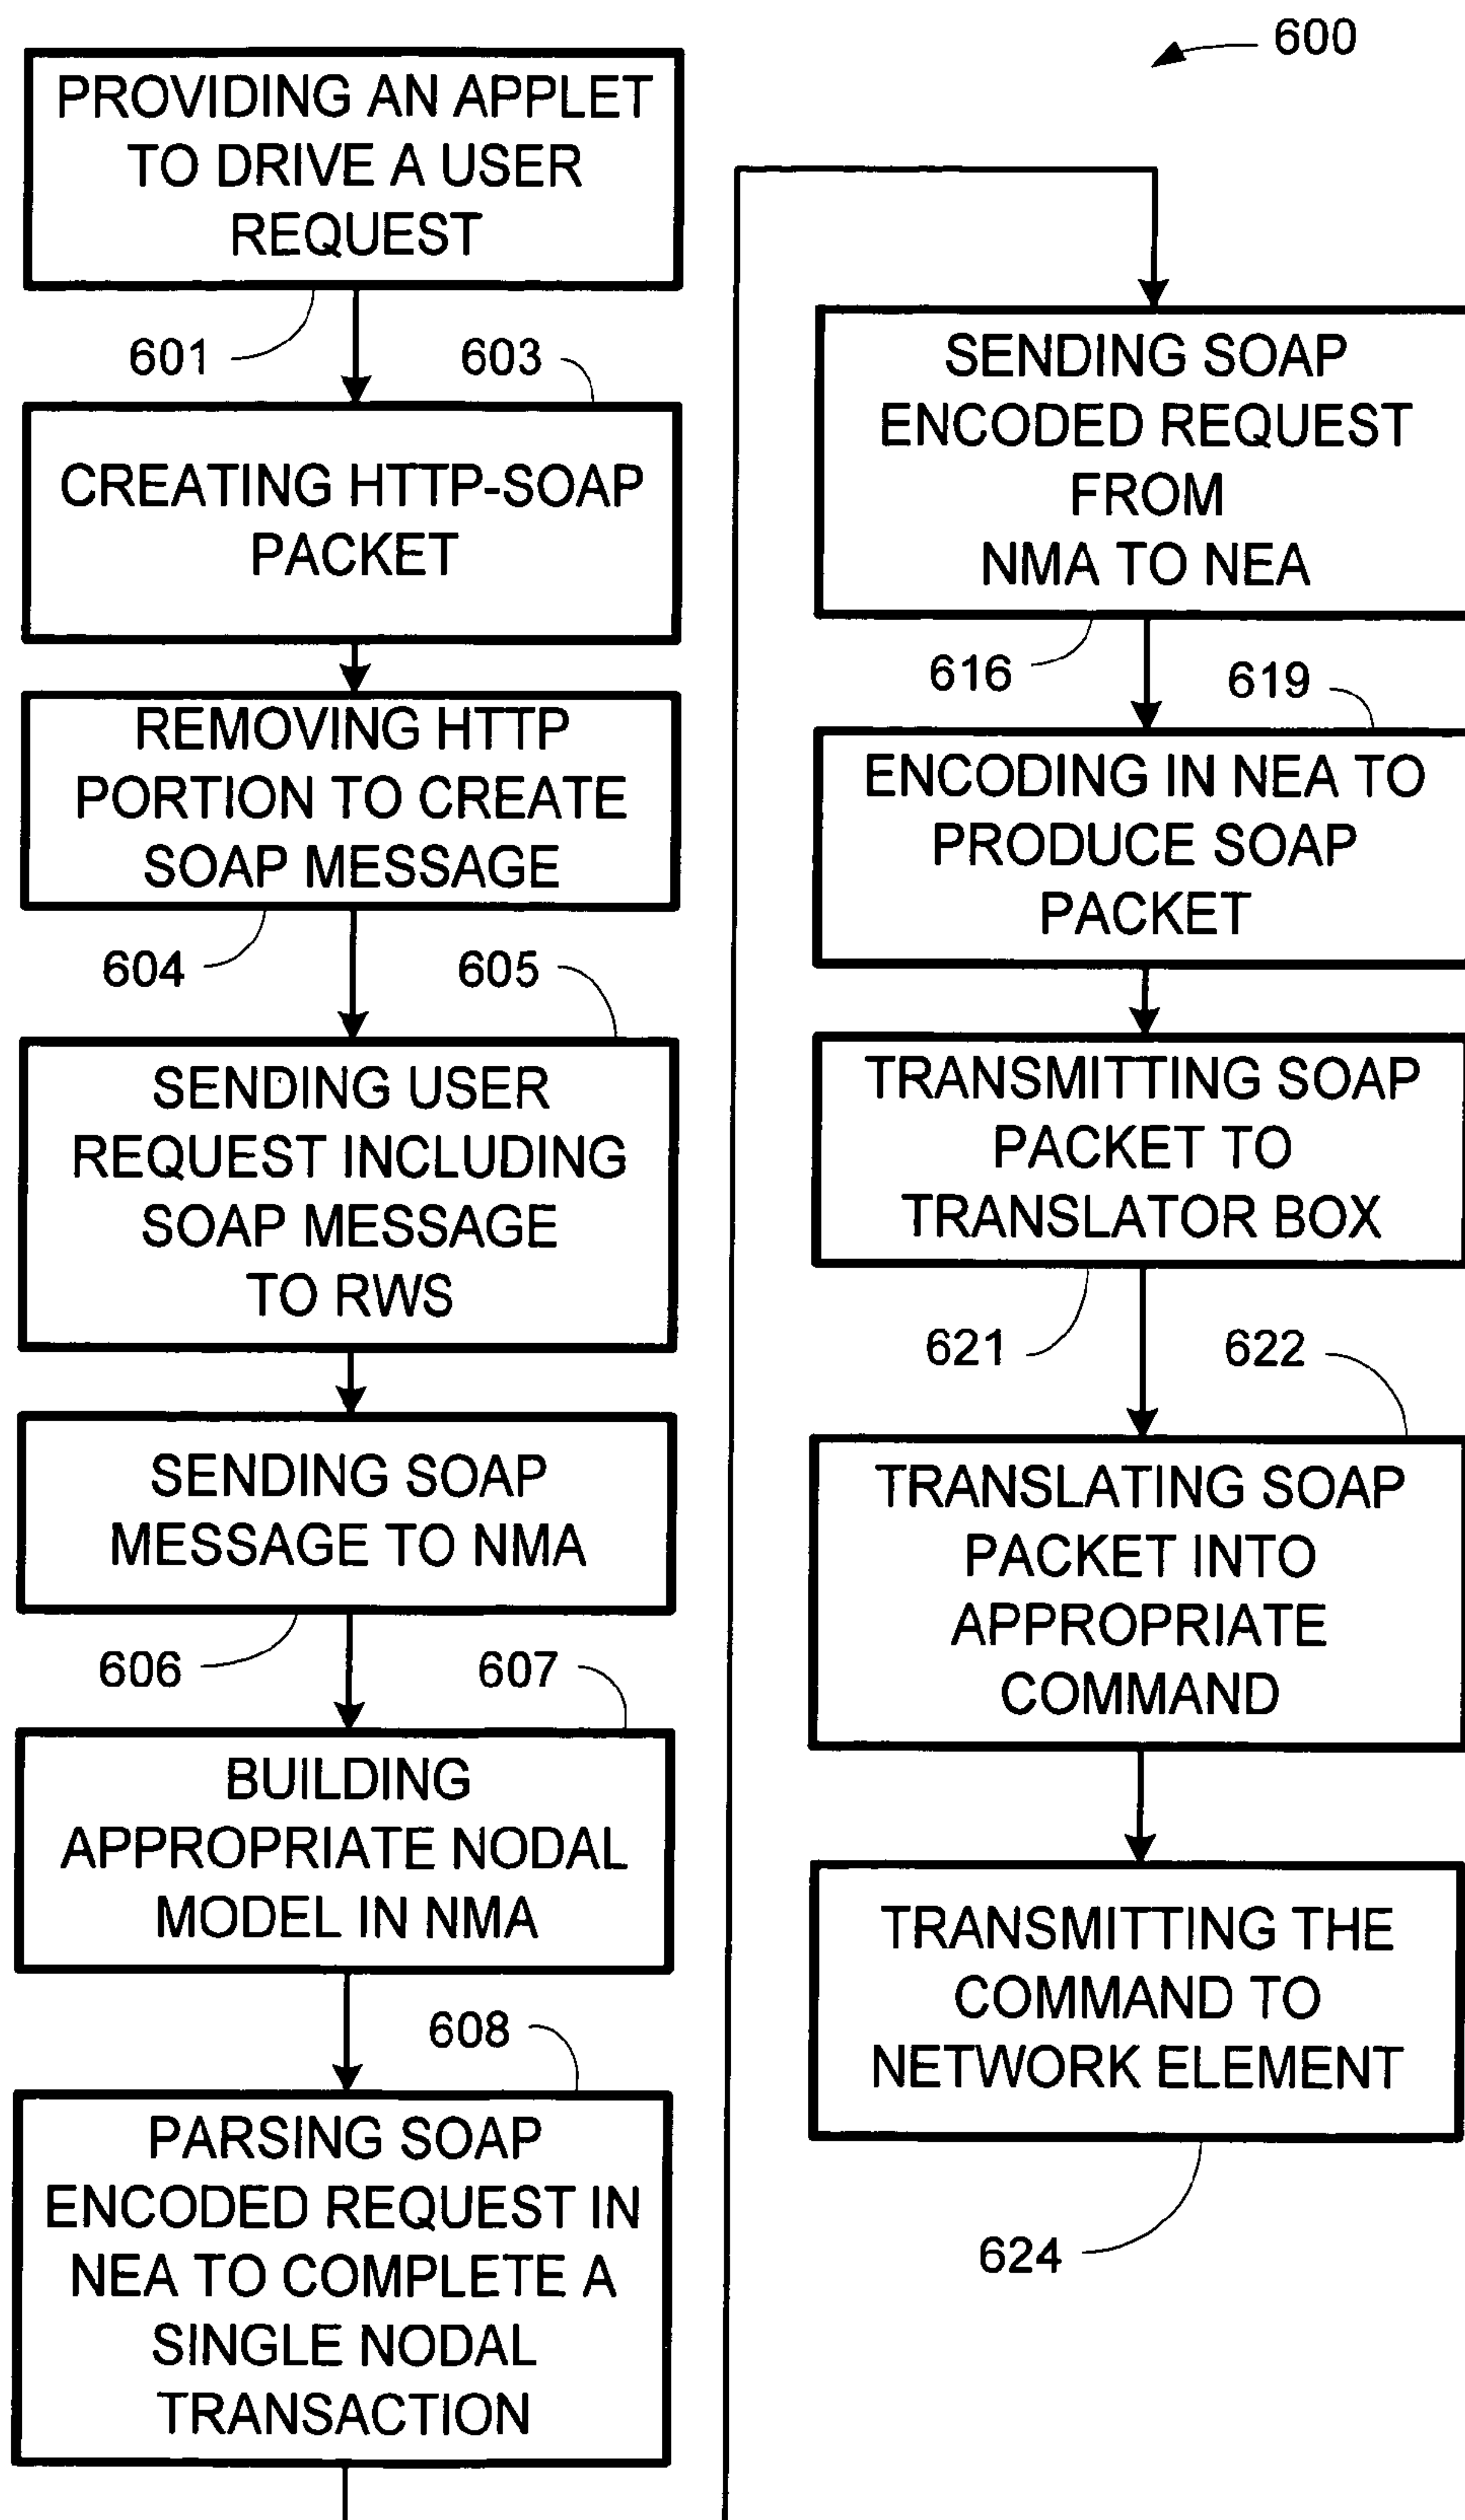 PROVIDING AN APPLET
TO DRIVE A USER
REQUEST
601
603
CREATING HTTP-SOAP
PACKET
REMOVING HTTP
PORTION TO CREATE
SOAP MESSAGE
604
605
SENDING USER
REQUEST INCLUDING
SOAP MESSAGE
TO RWS
SENDING SOAP
MESSAGE TO NMA
606
607
BUILDING
APPROPRIATE NODAL
MODEL IN NMA
608
PARSING SOAP
ENCODED REQUEST IN
NEA TO COMPLETE A
SINGLE NODAL
TRANSACTION
600
SENDING SOAP
ENCODED REQUEST
FROM
NMA TO NEA
616
619
ENCODING IN NEA TO
PRODUCE SOAP
PACKET
TRANSMITTING SOAP
PACKET TO
TRANSLATOR BOX
621
622
TRANSLATING SOAP
PACKET INTO
APPROPRIATE
COMMAND
TRANSMITTING THE
COMMAND TO
NETWORK ELEMENT
624